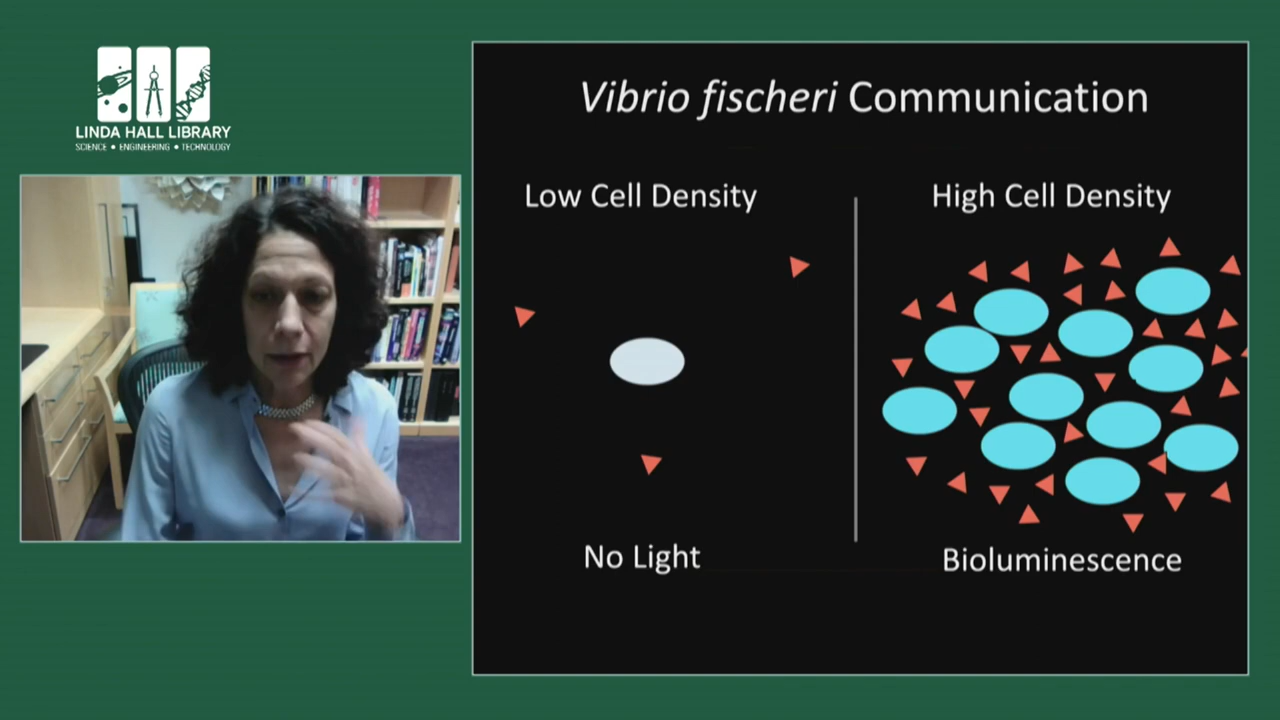 LINDA HALL LIBRARY
SCIENCE • ENGINEERING • TECHNOLOGY
Vibrio fischeri Communication
Low Cell Density
High Cell Density
No Light
Bioluminescence